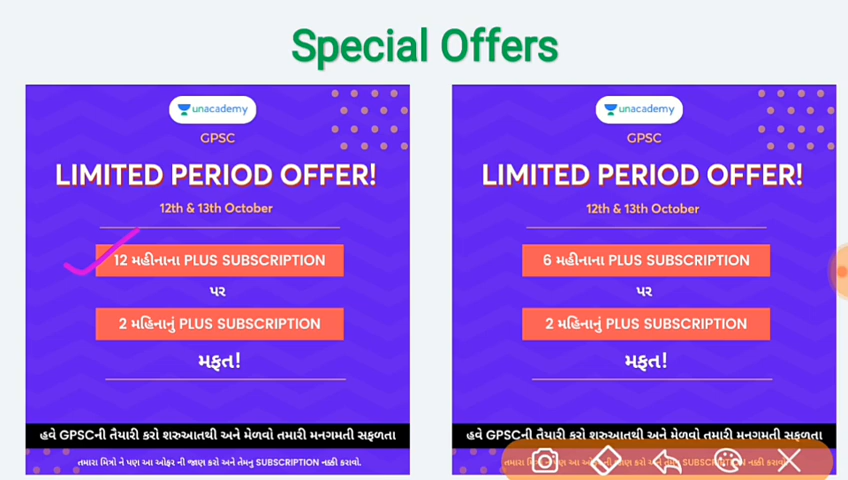 Special Offers
unacademy
GPSC
LIMITED PERIOD OFFER!
12th & 13th October
12 મહીનાના PLUS SUBSCRIPTION
પર
2 મહિનાનું PLUS SUBSCRIPTION
મફત!
હવે GPSCની તૈયારી કરો શરુઆતથી અને મેળવો તમારી મનગમતી સફળતા
તમારા મિત્રો ને પણ આ ઓફર ની જાણ કરો અને તેમનુ SUBSCRIPTION નક્કી કરાવો.
unacademy
GPSC
LIMITED PERIOD OFFER!
12th & 13th October
6 મહીનાના PLUS SUBSCRIPTION
પર
2 મહિનાનું PLUS SUBSCRIPTION
મફત!
હવે GPSCની તૈયારી કરો શરુઆતથી અને મેળવો તમારી મનગમતી સફળતા